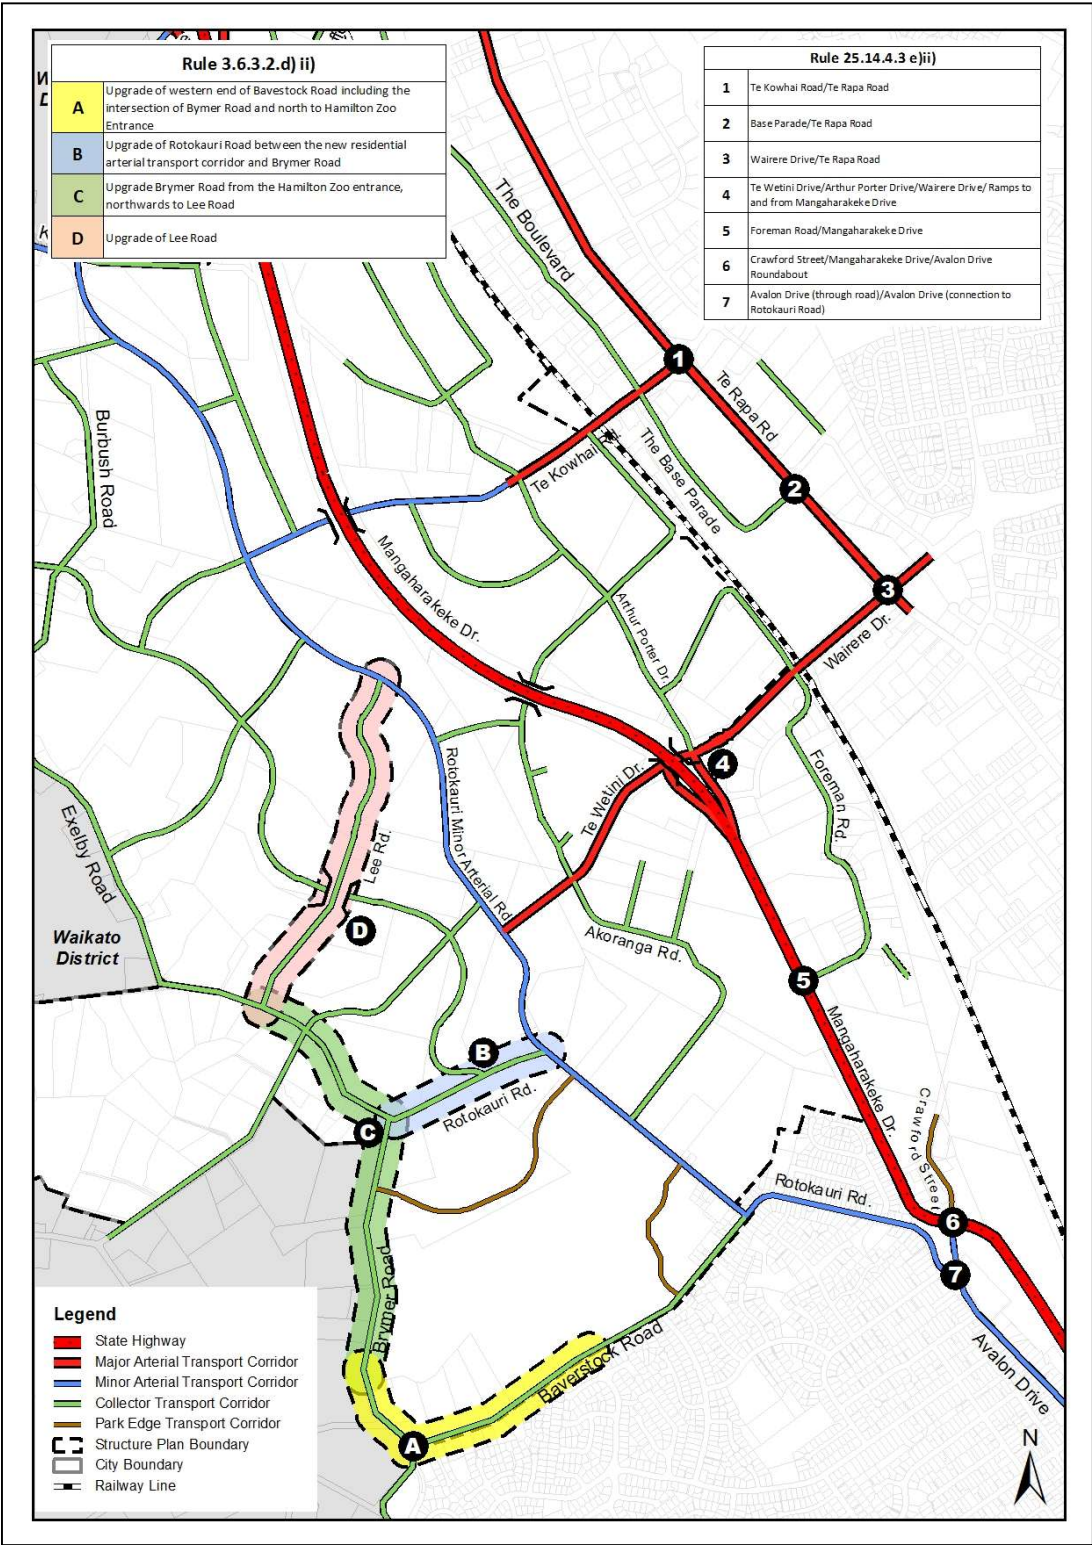 Rule 3.6.3.2.d) ii)
A
Upgrade of western end of Bavestock Road including the
intersection of Bymer Road and north to Hamilton Zoo
Entrance
B
Upgrade of Rotokauri Road between the new residential
arterial transport corridor and Brymer Road
C
Upgrade Brymer Road from the Hamilton Zoo entrance,
northwards to Lee Road
D
Upgrade of Lee Road
Rule 25.14.4.3 e)ii)
1
Te Kowhai Road/Te Rapa Road
2
Base Parade/Te Rapa Road
3
Wairere Drive/Te Rapa Road
4
Te Wetini Drive/Arthur Porter Drive/Wairere Drive/ Ramps to
and from Mangaharakeke Drive
5
Foreman Road/Mangaharakeke Drive
6
Crawford Street/Mangaharakeke Drive/Avalon Drive
Roundabout
7
Avalon Drive (through road)/Avalon Drive (connection to
Rotokauri Road)
The Boulevard
1
Te Rapa Rd
Burbush Road
Te Kowhai Rd.
The Base Parade
2
Mangaharakeke Dr.
Arthur Porter Dr.
3
Wairere Dr.
Rotokauri Minor Arterial Rd.
4
Te Wetini Dr.
Foreman Rd.
Exelby Road
Lee Rd.
D
Waikato
District
Akoranga Rd.
5
Mangaharakeke Dr.
B
Rotokauri Rd.
C
Crawford Street
Rotokauri Rd.
6
7
Brymer Road
Baverstock Road
Avalon Drive
A
N
Legend
State Highway
Major Arterial Transport Corridor
Minor Arterial Transport Corridor
Collector Transport Corridor
Park Edge Transport Corridor
Structure Plan Boundary
City Boundary
Railway Line